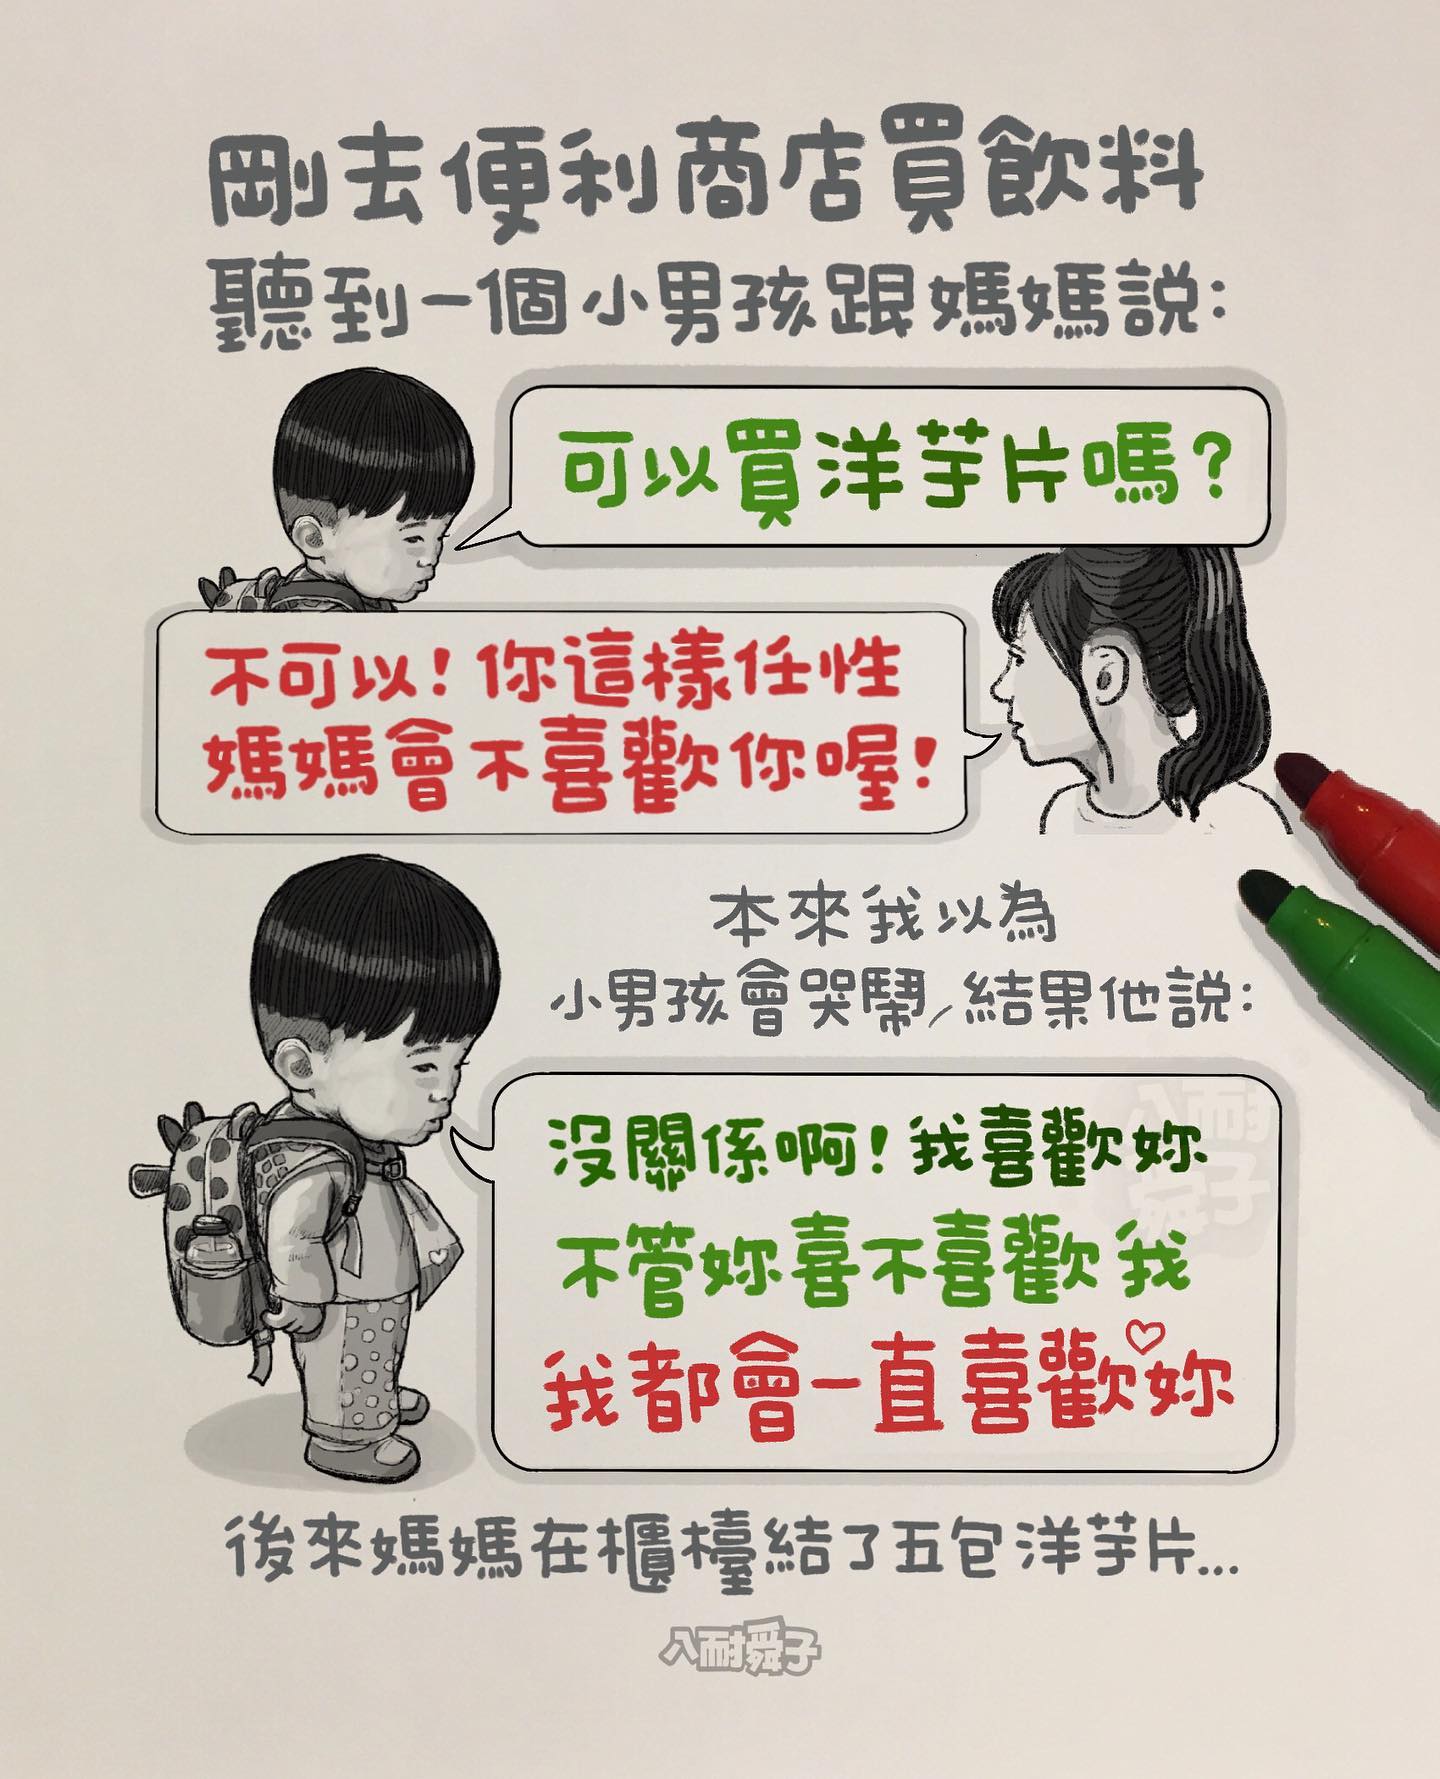 剛去便利商店買飲料
聽到一個小男孩跟媽媽說：
可以買洋芋片嗎？
不可以！你這樣任性
媽媽會不喜歡你喔！
本來我以為
小男孩會哭鬧，結果他說：
沒關係啊！我喜歡妳
不管妳喜不喜歡我
我都會一直喜歡妳
後來媽媽在櫃檯結了五包洋芋片...
八耐舜子
八耐
舜子